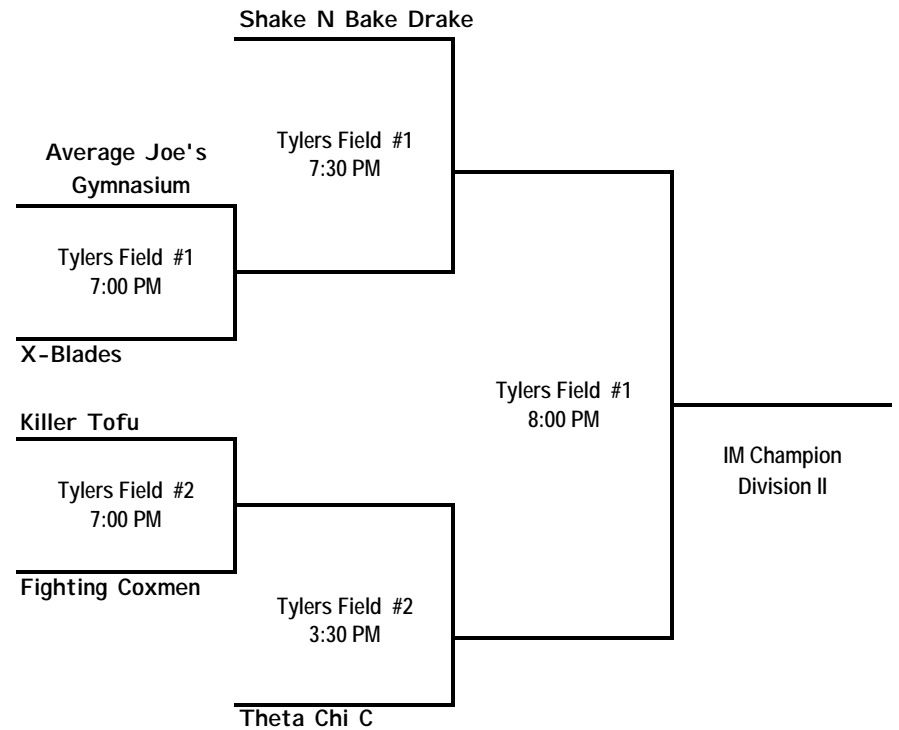 Shake N Bake Drake
Tylers Field #1
7:30 PM
Average Joe's
Gymnasium
Tylers Field #1
7:00 PM
X-Blades
Tylers Field #1
8:00 PM
Killer Tofu
IM Champion
Division II
Tylers Field #2
7:00 PM
Fighting Coxmen
Tylers Field #2
3:30 PM
Theta Chi C